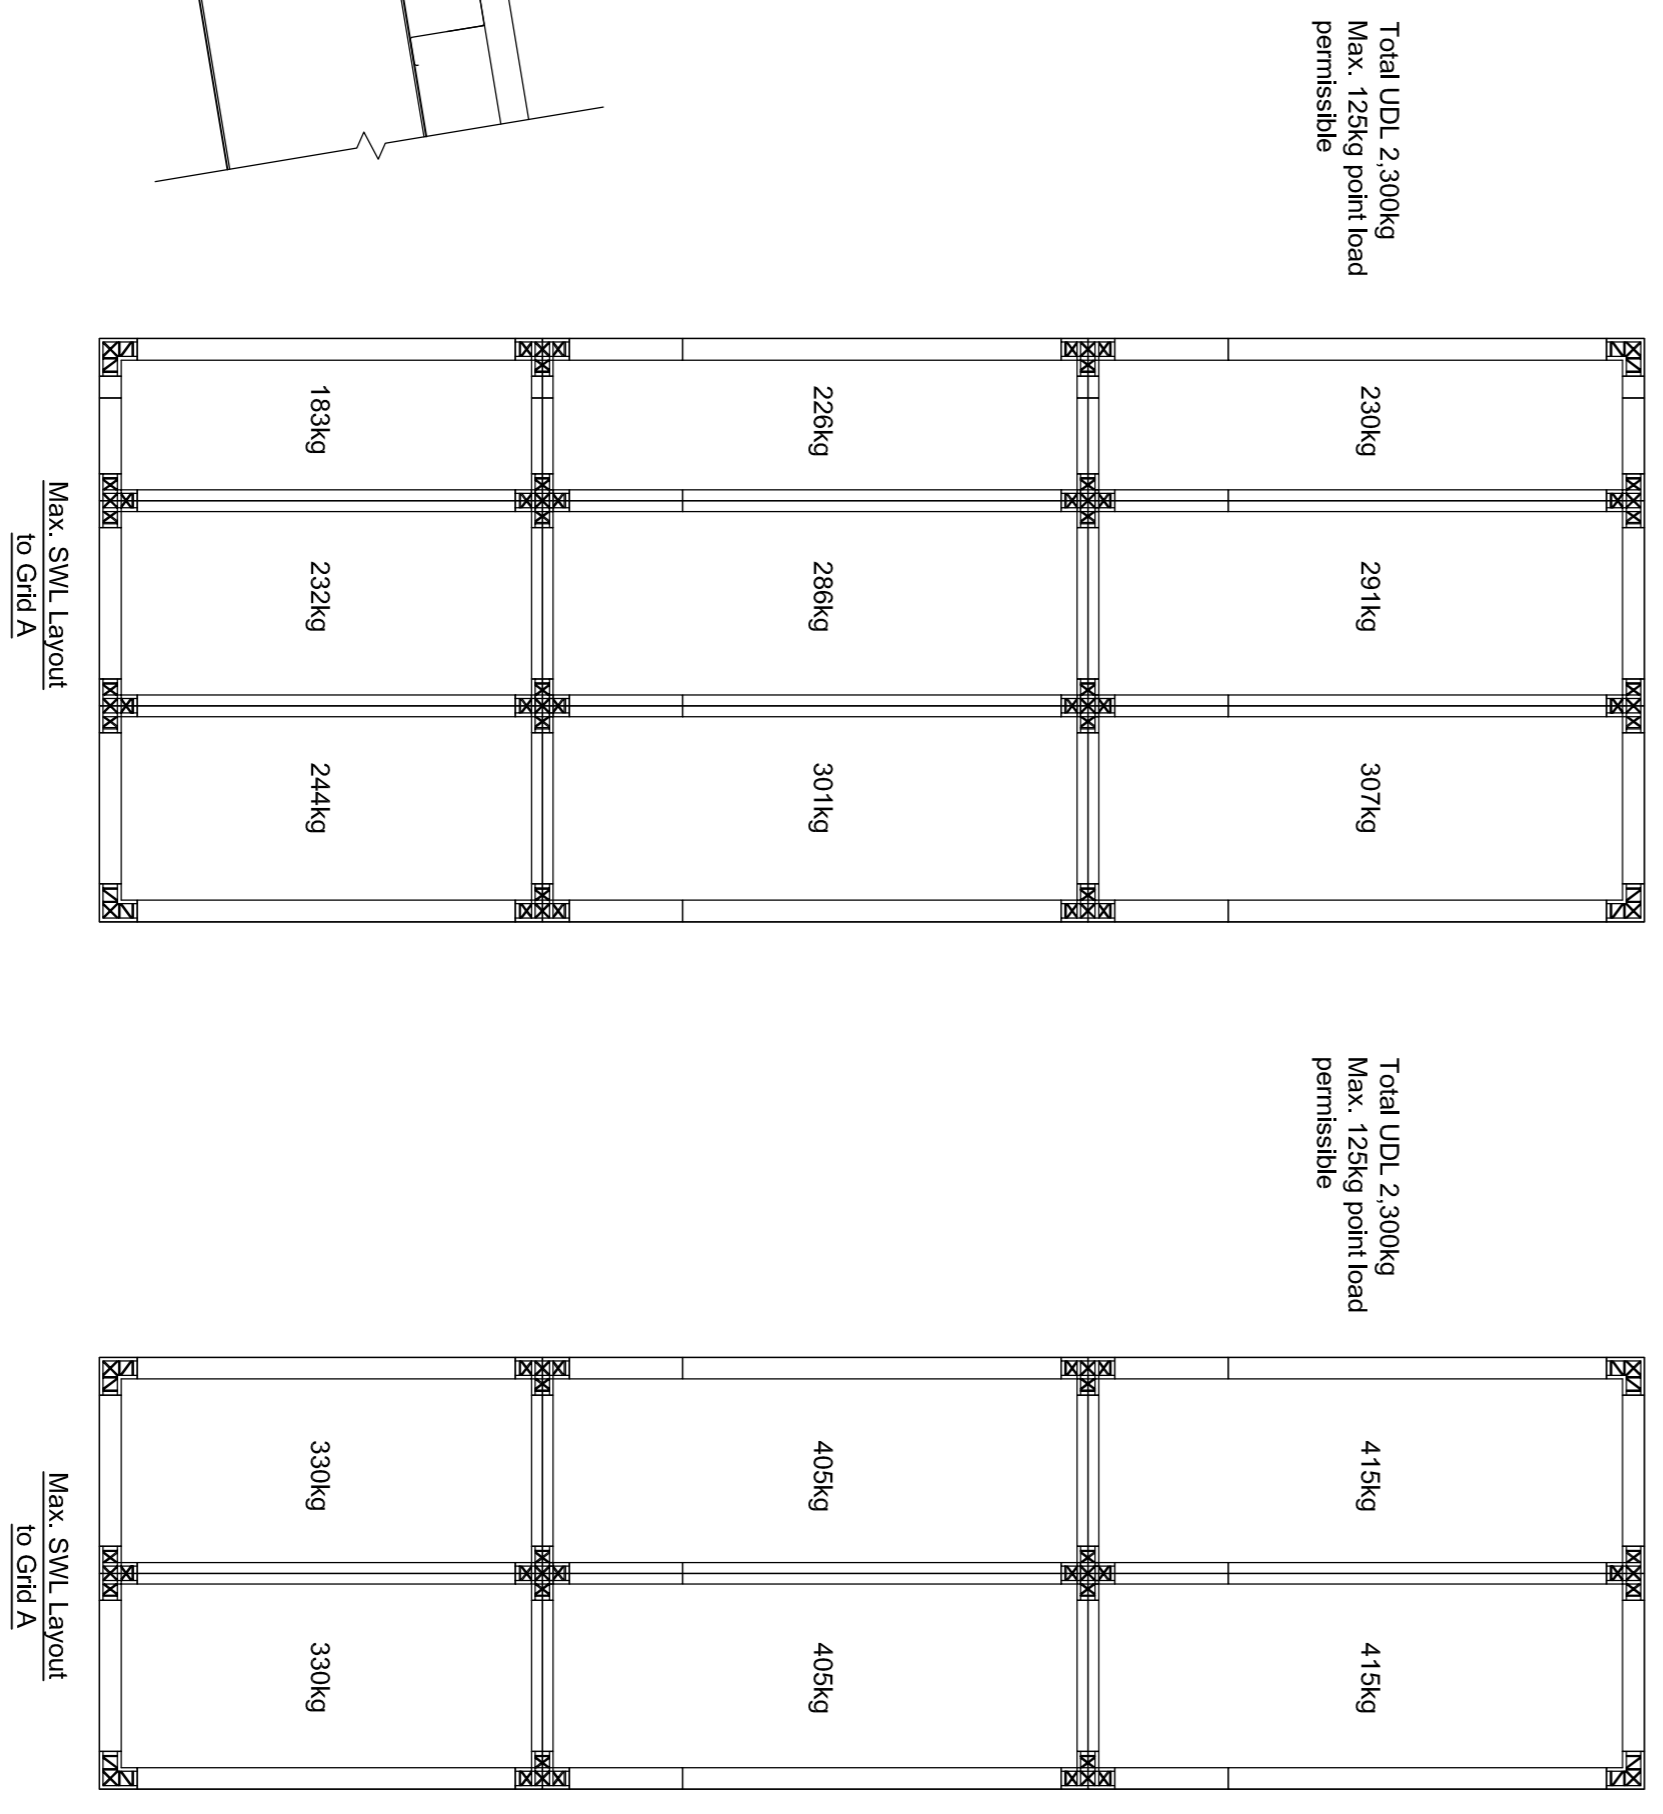 Total UDL 2,300kg
Max. 125kg point load
permissible
230kg
291kg
307kg
226kg
286kg
301kg
183kg
232kg
244kg
Max. SWL Layout
to Grid A
Total UDL 2,300kg
Max. 125kg point load
permissible
415kg
415kg
405kg
405kg
330kg
330kg
Max. SWL Layout
to Grid A